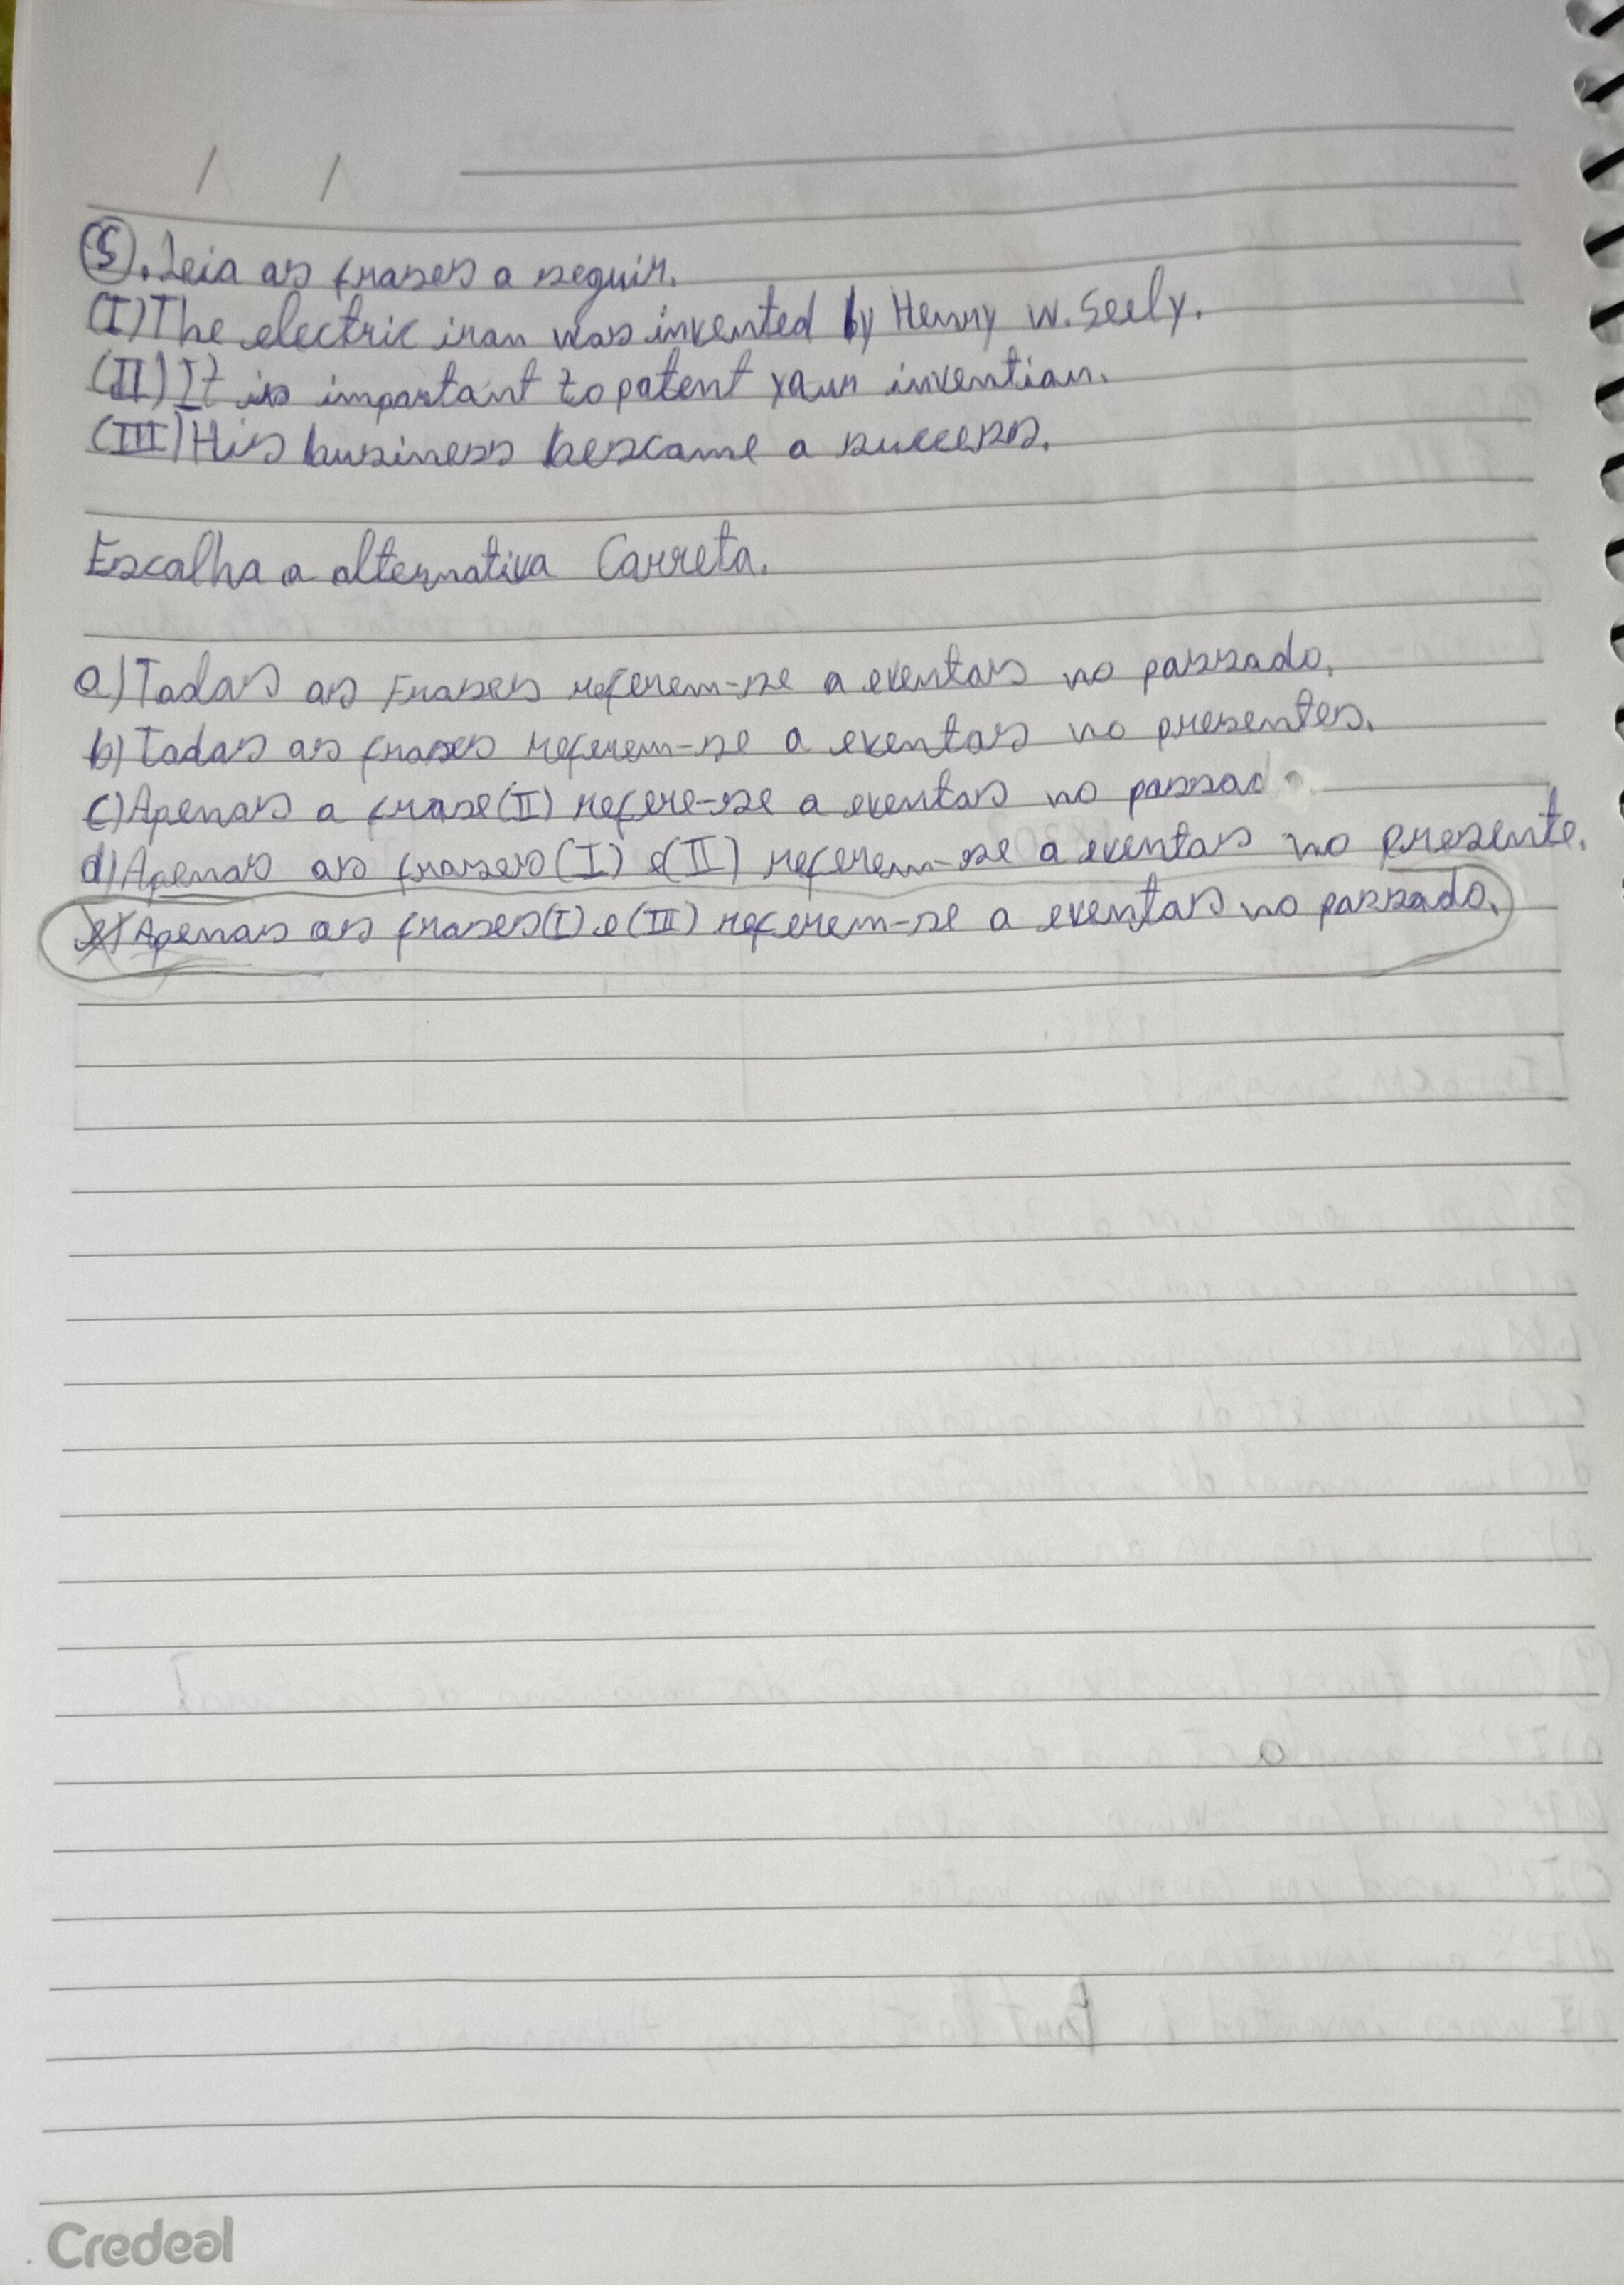 / /
5. Leia as frases a seguir.
(I) The electric iron was invented by Henry W. Seely.
(II) It is important to patent your invention.
(III) His business bescame a success.
Escolha a alternativa Correta.
a) Todas as Frases referem-se a eventos no passado.
b) Todas as frases referem-se a eventos no presentes.
c) Apenas a frase (II) refere-se a eventos no passad
d) Apenas as frases (I) e (II) referem-se a eventos no presente.
e) Apenas as frases (I) e (III) referem-se a eventos no passado.
Credeal